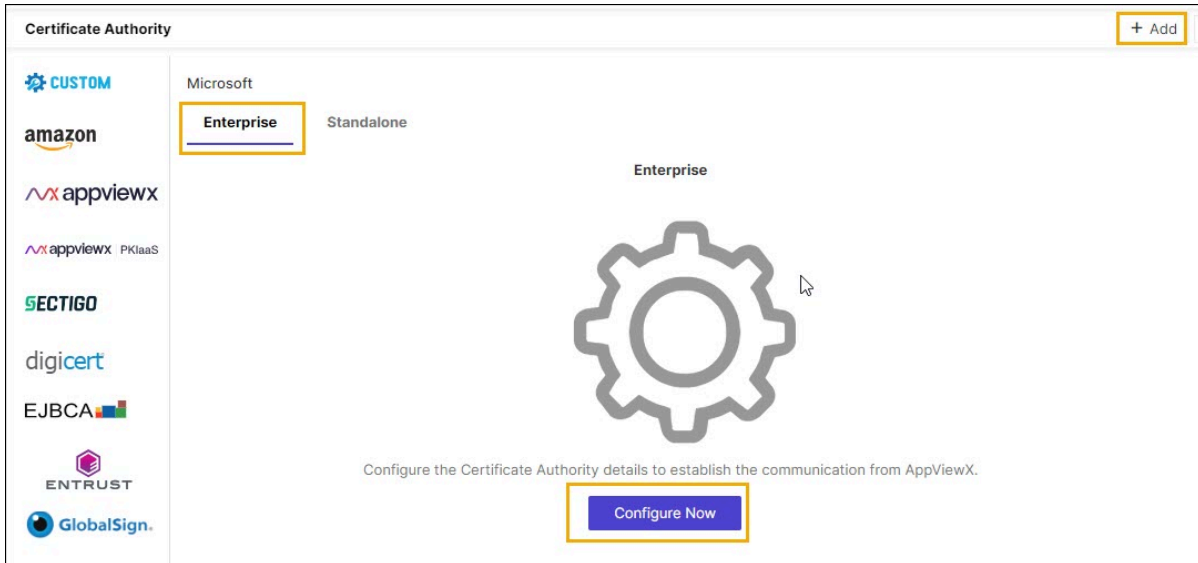 Certificate Authority
+ Add
CUSTOM
amazon
appviewx
appviewx | PKIaaS
SECTIGO
digicert
EJBCA
ENTRUST
GlobalSign.
Microsoft
Enterprise Standalone
Enterprise
Configure the Certificate Authority details to establish the communication from AppViewX.
Configure Now